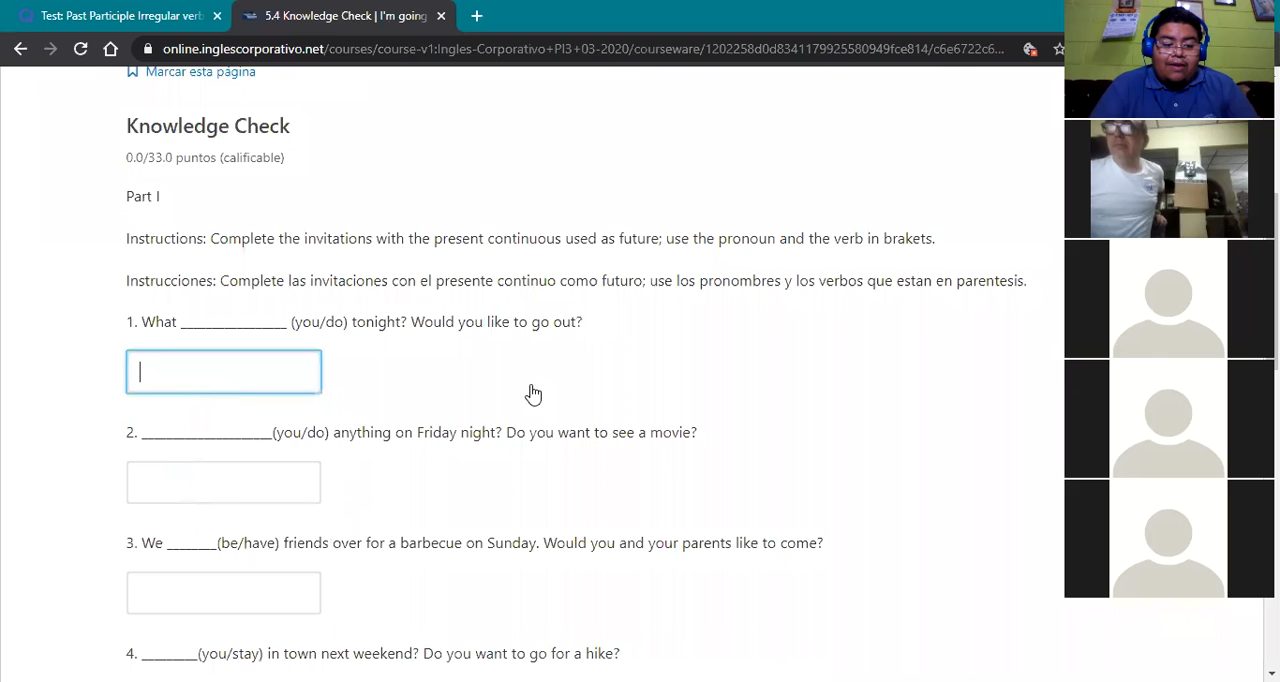 Test: Past Participle Irregular verb
5.4 Knowledge Check | I'm going
online.inglescorporativo.net/courses/course-v1:Ingles-Corporativo+PI3+03-2020/courseware/1202258d0d8341179925580949fce814/c6e6722c6...
Marcar esta página
Knowledge Check
0.0/33.0 puntos (calificable)
Part I
Instructions: Complete the invitations with the present continuous used as future; use the pronoun and the verb in brakets.
Instrucciones: Complete las invitaciones con el presente continuo como futuro; use los pronombres y los verbos que estan en parentesis.
1. What ________________ (you/do) tonight? Would you like to go out?
2. ____________________(you/do) anything on Friday night? Do you want to see a movie?
3. We _______(be/have) friends over for a barbecue on Sunday. Would you and your parents like to come?
4. ________(you/stay) in town next weekend? Do you want to go for a hike?